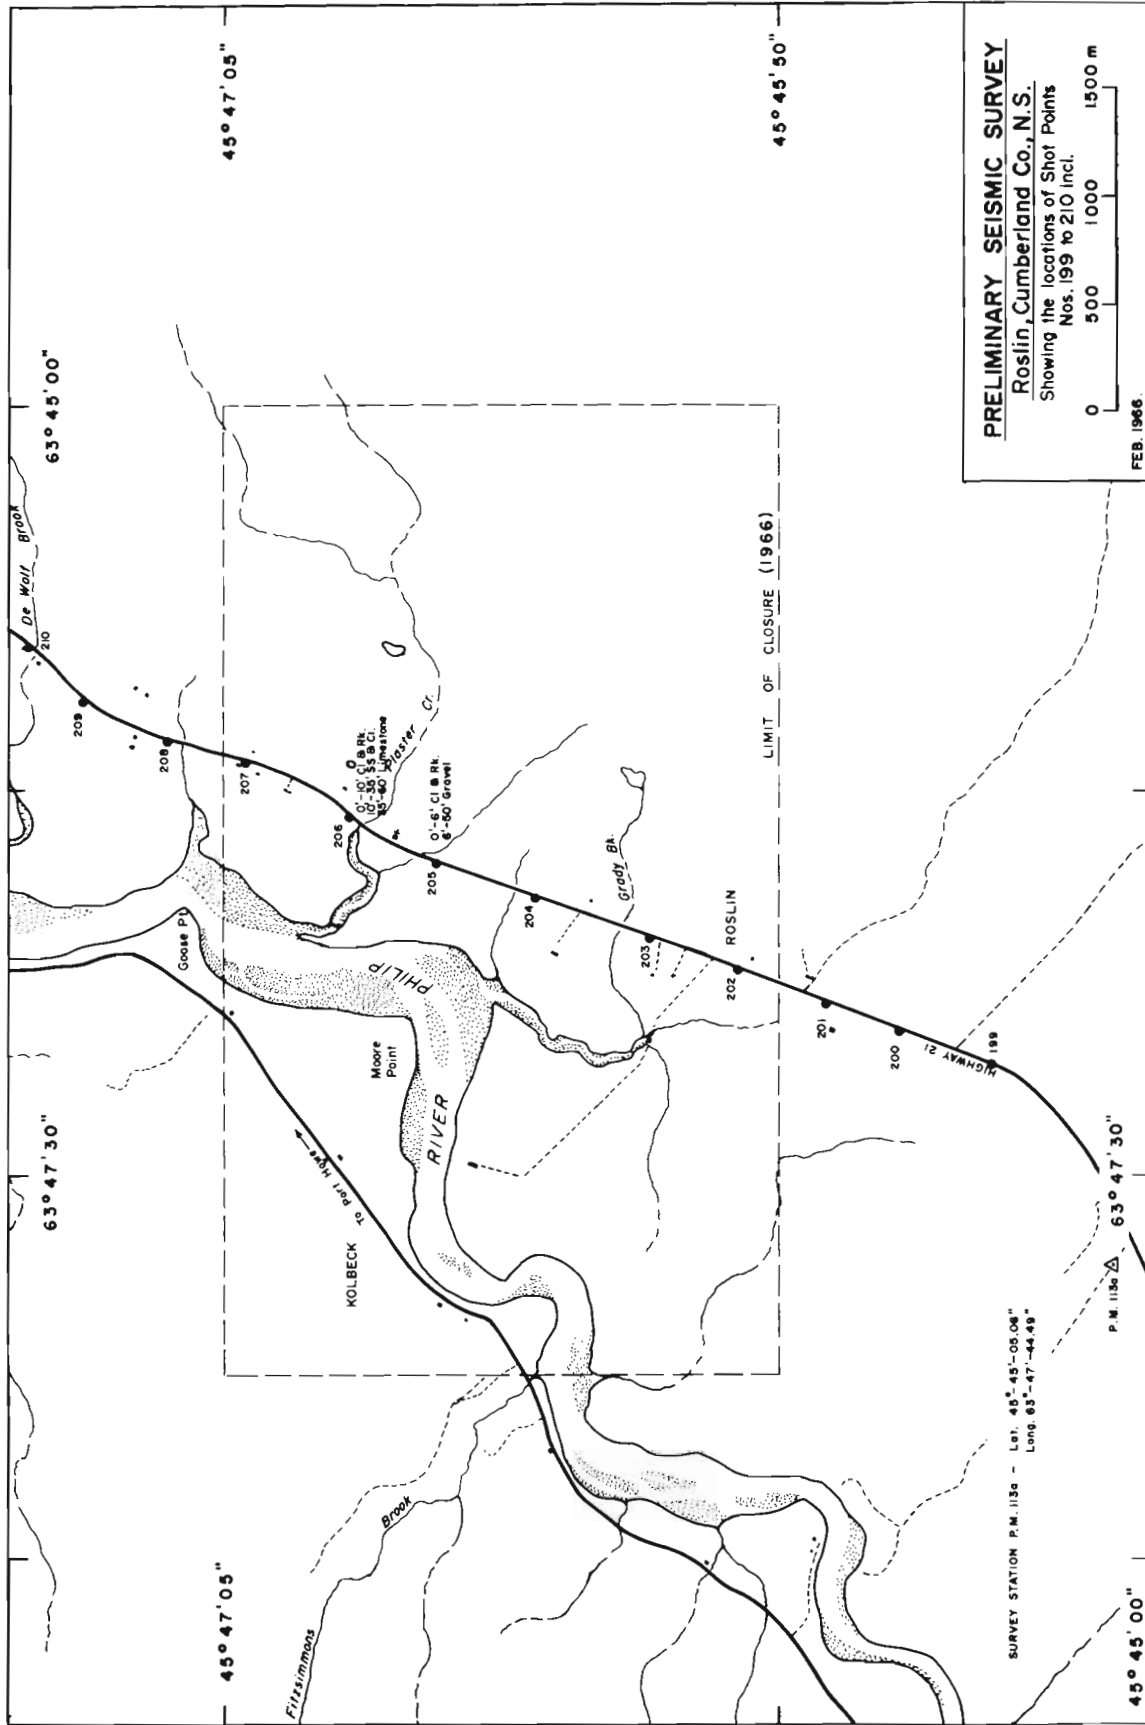 PRELIMINARY SEISMIC SURVEY
Roslin, Cumberland Co., N.S.
Showing the locations of Shot Points
Nos. 199 to 210 incl.
0 500 1000 1500 m
FEB. 1966.
45° 47' 05"
45° 45' 50"
63° 45' 00"
De Wolf Brook
210
209
208
207
206
0'-10' Cl & Rk.
10'-35' SS & Cl.
35'-60' Limestone
Plaster Cr.
0'-6' Cl & Rk.
6'-50' Gravel
205
204
Grady Bk.
203
ROSLIN
202
201
200
199
HIGHWAY 21
LIMIT OF CLOSURE (1966)
Goose Pt.
PHILIP
RIVER
Moore
Point
KOLBECK
To Port Howe
63° 47' 30"
63° 47' 30"
P.M. 113a
SURVEY STATION P.M. 113a - Lat. 45°-45'-05.06"
Long. 63°-47'-44.49"
Fitzsimmons
Brook
45° 47' 05"
45° 45' 00"